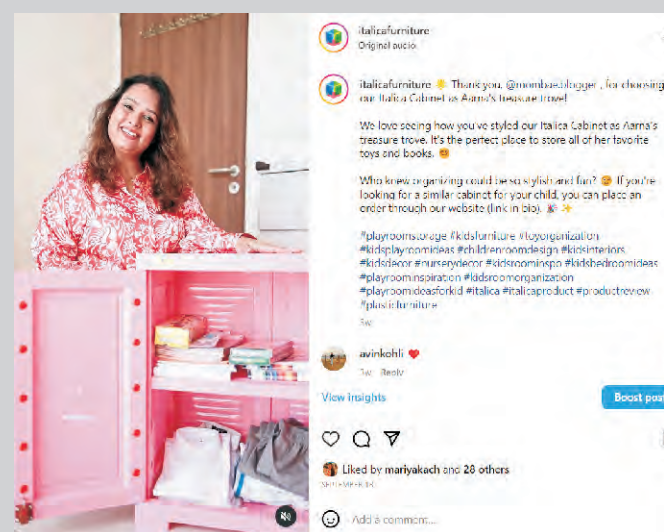 italicafurniture
Original audio
italicafurniture 🌟 Thank you, @mombae.blogger , for choosing
our Italica Cabinet as Aarna's treasure trove!
We love seeing how you've styled our Italica Cabinet as Aarna's
treasure trove. It's the perfect place to store all of her favorite
toys and books. 😊
Who knew organizing could be so stylish and fun? 😊 If you're
looking for a similar cabinet for your child, you can place an
order through our website (link in bio). 🎉 ✨
#playroomstorage #kidsfurniture #toyorganization
#kidsplayroomideas #childrenroomdesign #kidsinteriors
#kidsdecor #nurserydecor #kidsroominspo #kidsbedroomideas
#playroominspiration #kidsroomorganization
#playroomideasforkid #italica #italicaproduct #productreview
#plasticfurniture
3w
avinkohli ❤️
3w Reply
View insights
Boost post
Liked by mariyakach and 28 others
SEPTEMBER 18
Add a comment...